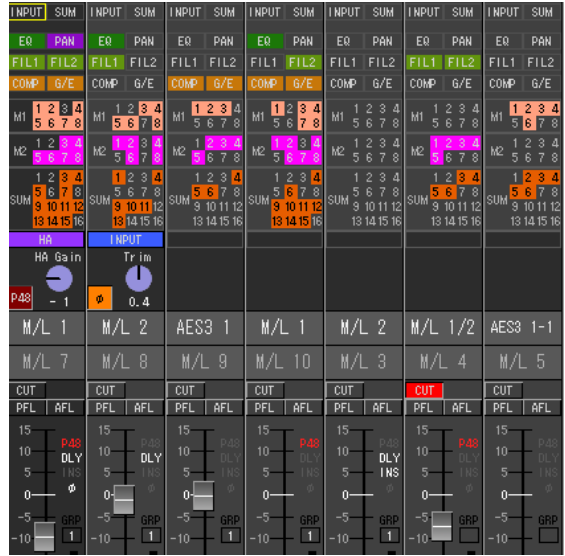 INPUT SUM INPUT SUM INPUT SUM INPUT SUM INPUT SUM INPUT SUM INPUT SUM
EQ PAN EQ PAN EQ PAN EQ PAN EQ PAN EQ PAN EQ PAN
FIL1 FIL2 FIL1 FIL2 FIL1 FIL2 FIL1 FIL2 FIL1 FIL2 FIL1 FIL2 FIL1 FIL2
COMP G/E COMP G/E COMP G/E COMP G/E COMP G/E COMP G/E COMP G/E
1 2 3 4 1 2 3 4 1 2 3 4 1 2 3 4 1 2 3 4 1 2 3 4 1 2 3 4
M1 M1 M1 M1 M1 M1 M1
5 6 7 8 5 6 7 8 5 6 7 8 5 6 7 8 5 6 7 8 5 6 7 8 5 6 7 8
1 2 3 4 1 2 3 4 1 2 3 4 1 2 3 4 1 2 3 4 1 2 3 4 1 2 3 4
M2 M2 M2 M2 M2 M2 M2
5 6 7 8 5 6 7 8 5 6 7 8 5 6 7 8 5 6 7 8 5 6 7 8 5 6 7 8
1 2 3 4 1 2 3 4 1 2 3 4 1 2 3 4 1 2 3 4 1 2 3 4 1 2 3 4
5 6 7 8 5 6 7 8 5 6 7 8 5 6 7 8 5 6 7 8 5 6 7 8 5 6 7 8
SUM SUM SUM SUM SUM SUM SUM
9 10 11 12 9 10 11 12 9 10 11 12 9 10 11 12 9 10 11 12 9 10 11 12 9 10 11 12
13 14 15 16 13 14 15 16 13 14 15 16 13 14 15 16 13 14 15 16 13 14 15 16 13 14 15 16
HA INPUT
HA Gain Trim
P48 - 1 ø 0.4
M/L 1 M/L 2 AES3 1 M/L 1 M/L 2 M/L 1/2 AES3 1-1
M/L 7 M/L 8 M/L 9 M/L 10 M/L 3 M/L 4 M/L 5
CUT CUT CUT CUT CUT CUT CUT
PFL AFL PFL AFL PFL AFL PFL AFL PFL AFL PFL AFL PFL AFL
15 15 15 15 15 15 15
P48 P48 P48 P48 P48 P48 P48
10 DLY 10 DLY 10 DLY 10 DLY 10 DLY 10 DLY 10 DLY
5 INS 5 INS 5 INS 5 INS 5 INS 5 INS 5 INS
0 ø 0 ø 0 ø 0 ø 0 ø 0 ø 0 ø
-5 GRP -5 GRP -5 GRP -5 GRP -5 GRP -5 GRP -5 GRP
-10 1 -10 1 -10 1 -10 1 -10 1 -10 -10